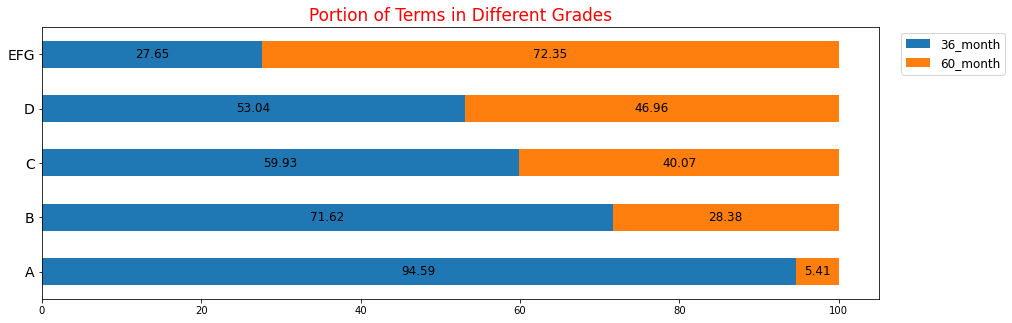 Portion of Terms in Different Grades
36_month
60_month
EFG 27.65 72.35
D 53.04 46.96
C 59.93 40.07
B 71.62 28.38
A 94.59 5.41
0 20 40 60 80 100